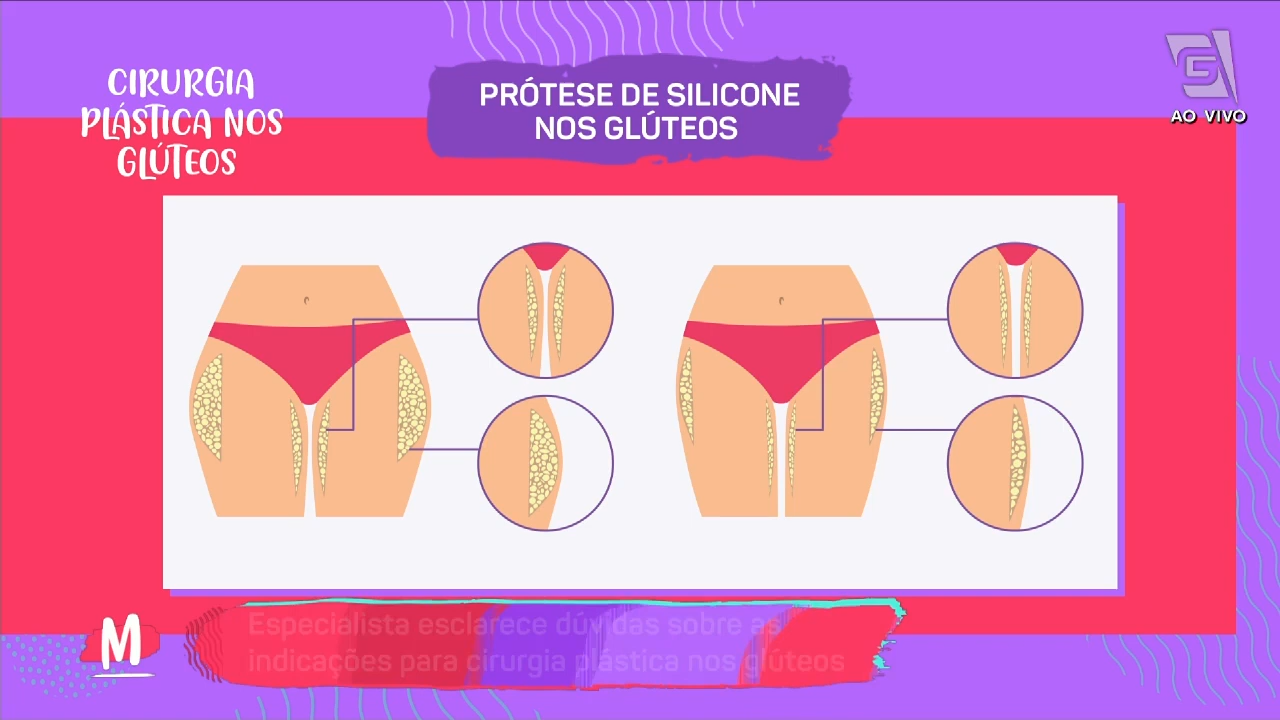 CIRURGIA
PLÁSTICA NOS
GLÚTEOS
PRÓTESE DE SILICONE
NOS GLÚTEOS
AO VIVO
M
Especialista esclarece dúvidas sobre as
indicações para cirurgia plástica nos glúteos